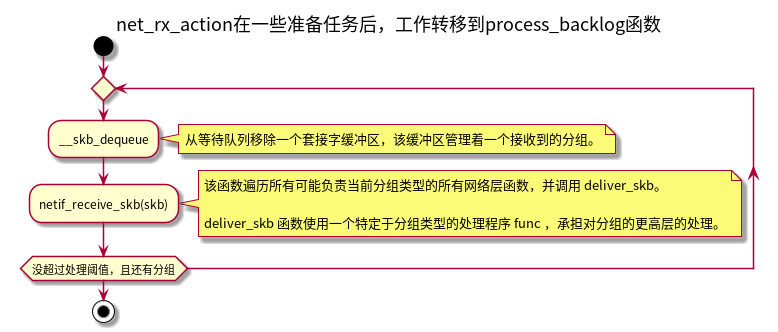 net_rx_action在一些准备任务后，工作转移到process_backlog函数
__skb_dequeue
从等待队列移除一个套接字缓冲区，该缓冲区管理着一个接收到的分组。
netif_receive_skb(skb)
该函数遍历所有可能负责当前分组类型的所有网络层函数，并调用 deliver_skb。
deliver_skb 函数使用一个特定于分组类型的处理程序 func ，承担对分组的更高层的处理。
没超过处理阈值，且还有分组